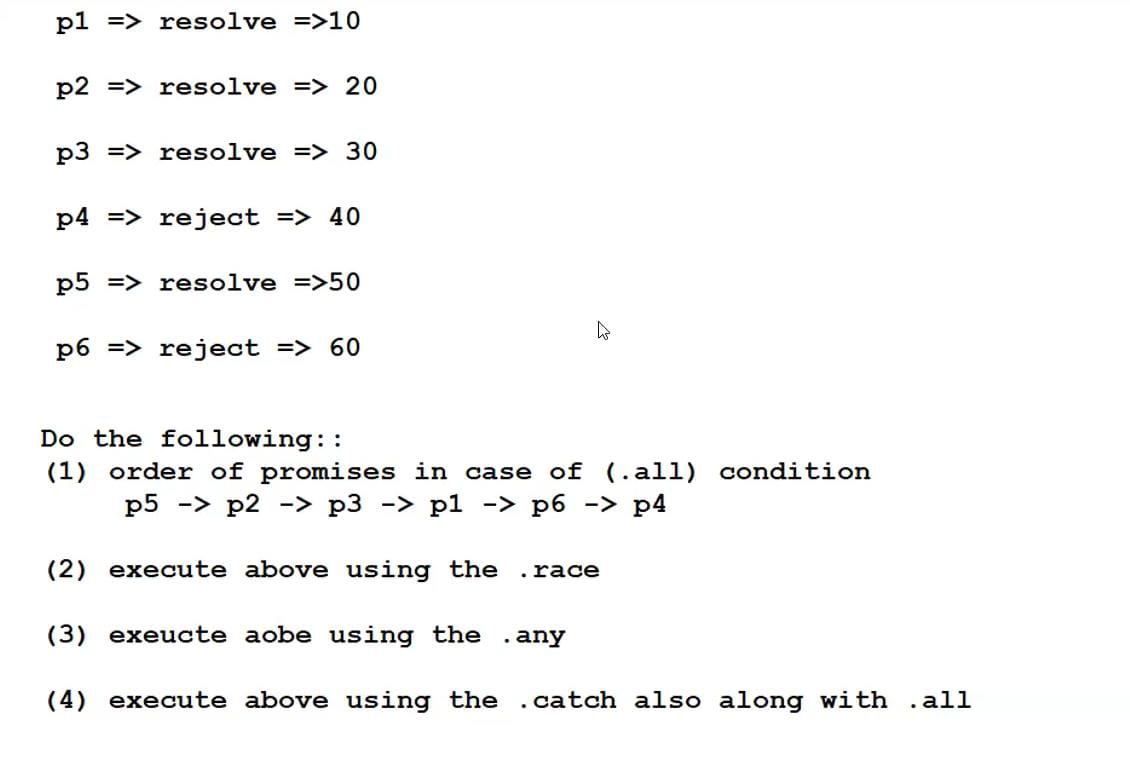 p1 => resolve =>10
p2 => resolve => 20
p3 => resolve => 30
p4 => reject => 40
p5 => resolve =>50
p6 => reject => 60
Do the following::
(1) order of promises in case of (.all) condition
p5 -> p2 -> p3 -> p1 -> p6 -> p4
(2) execute above using the .race
(3) exeucte aobe using the .any
(4) execute above using the .catch also along with .all